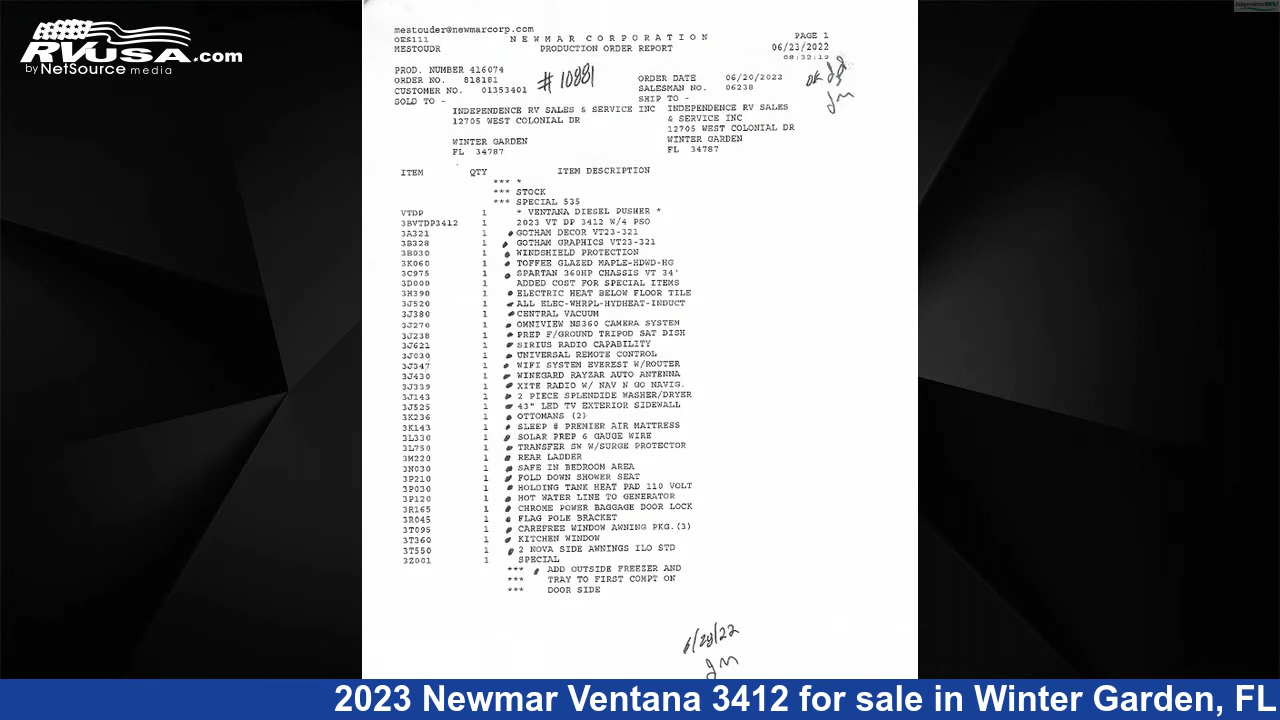 RVUSA.com
by NetSource media
mestouder@newmarcorp.com
OES111 NEWMAR CORPORATION PAGE 1
MESTOUDR PRODUCTION ORDER REPORT 06/23/2022
08:32:19
PROD. NUMBER 416074
ORDER NO. 818181 ORDER DATE 06/20/2022
CUSTOMER NO. 01353401 SALESMAN NO. 06238
# 10881
OK
SOLD TO - SHIP TO -
INDEPENDENCE RV SALES & SERVICE INC INDEPENDENCE RV SALES
12705 WEST COLONIAL DR & SERVICE INC
12705 WEST COLONIAL DR
WINTER GARDEN WINTER GARDEN
FL 34787 FL 34787
ITEM QTY ITEM DESCRIPTION
*** *
*** STOCK
*** SPECIAL 535
VTDP 1 * VENTANA DIESEL PUSHER *
3BVTDP3412 1 2023 VT DP 3412 W/4 PSO
3A321 1 GOTHAM DECOR VT23-321
3B328 1 GOTHAM GRAPHICS VT23-321
3B030 1 WINDSHIELD PROTECTION
3K060 1 TOFFEE GLAZED MAPLE-HDWD-HG
3C975 1 SPARTAN 360HP CHASSIS VT 34'
3D000 1 ADDED COST FOR SPECIAL ITEMS
3H390 1 ELECTRIC HEAT BELOW FLOOR TILE
3J520 1 ALL ELEC-WHRPL-HYDHEAT-INDUCT
3J380 1 CENTRAL VACUUM
3J270 1 OMNIVIEW NS360 CAMERA SYSTEM
3J238 1 PREP F/GROUND TRIPOD SAT DISH
3J621 1 SIRIUS RADIO CAPABILITY
3J030 1 UNIVERSAL REMOTE CONTROL
3J347 1 WIFI SYSTEM EVEREST W/ROUTER
3J430 1 WINEGARD RAYZAR AUTO ANTENNA
3J339 1 XITE RADIO W/ NAV N GO NAVIG.
3J143 1 2 PIECE SPLENDIDE WASHER/DRYER
3J525 1 43" LED TV EXTERIOR SIDEWALL
3K236 1 OTTOMANS (2)
3K143 1 SLEEP # PREMIER AIR MATTRESS
3L330 1 SOLAR PREP 6 GAUGE WIRE
3L750 1 TRANSFER SW W/SURGE PROTECTOR
3M220 1 REAR LADDER
3N030 1 SAFE IN BEDROOM AREA
3P210 1 FOLD DOWN SHOWER SEAT
3P030 1 HOLDING TANK HEAT PAD 110 VOLT
3P120 1 HOT WATER LINE TO GENERATOR
3R165 1 CHROME POWER BAGGAGE DOOR LOCK
3R045 1 FLAG POLE BRACKET
3T095 1 CAREFREE WINDOW AWNING PKG.(3)
3T360 1 KITCHEN WINDOW
3T550 1 2 NOVA SIDE AWNINGS ILO STD
3Z001 1 SPECIAL
*** ADD OUTSIDE FREEZER AND
*** TRAY TO FIRST COMPT ON
*** DOOR SIDE
6/28/22
2023 Newmar Ventana 3412 for sale in Winter Garden, FL